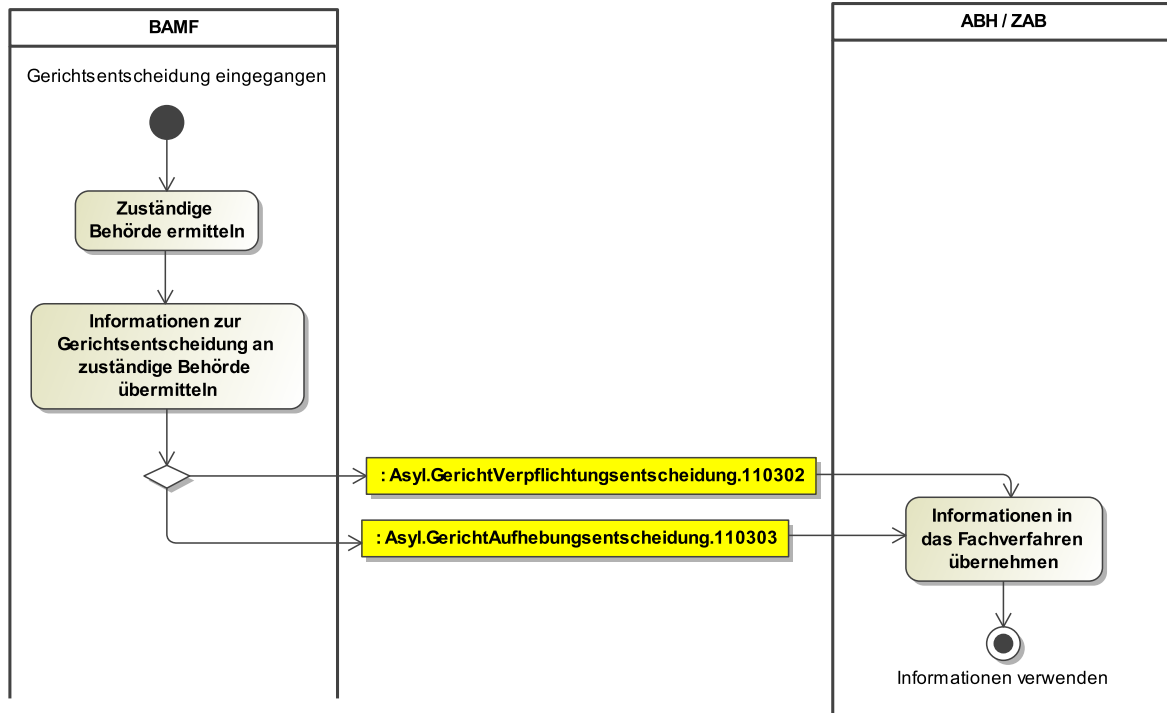 BAMF
ABH / ZAB
Gerichtsentscheidung eingegangen
Zuständige
Behörde ermitteln
Informationen zur
Gerichtsentscheidung an
zuständige Behörde
übermitteln
: Asyl.GerichtVerpflichtungsentscheidung.110302
: Asyl.GerichtAufhebungsentscheidung.110303
Informationen in
das Fachverfahren
übernehmen
Informationen verwenden